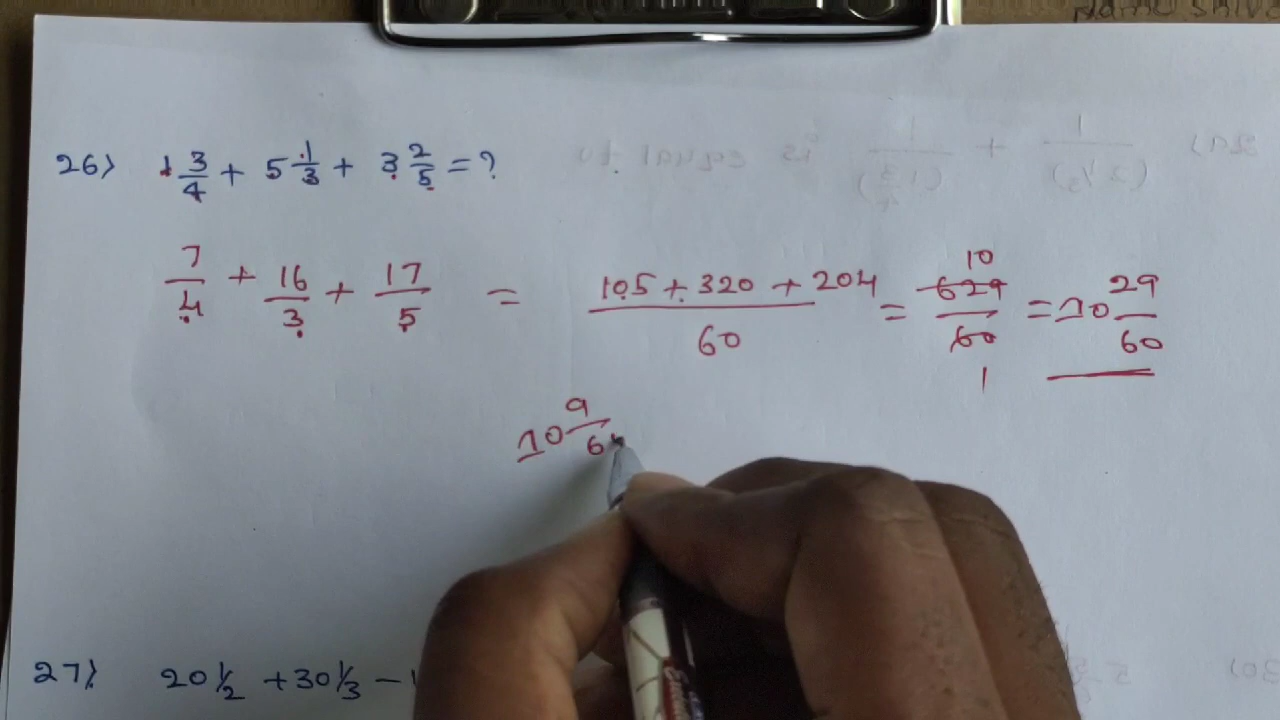 26) 1 3/4 + 5 1/3 + 3 2/5 = ?
7/4 + 16/3 + 17/5 = 105 + 320 + 204 / 60 = 629/60 = 10 29/60
10
1
10 9/6
27) 20 1/2 + 30 1/3 -